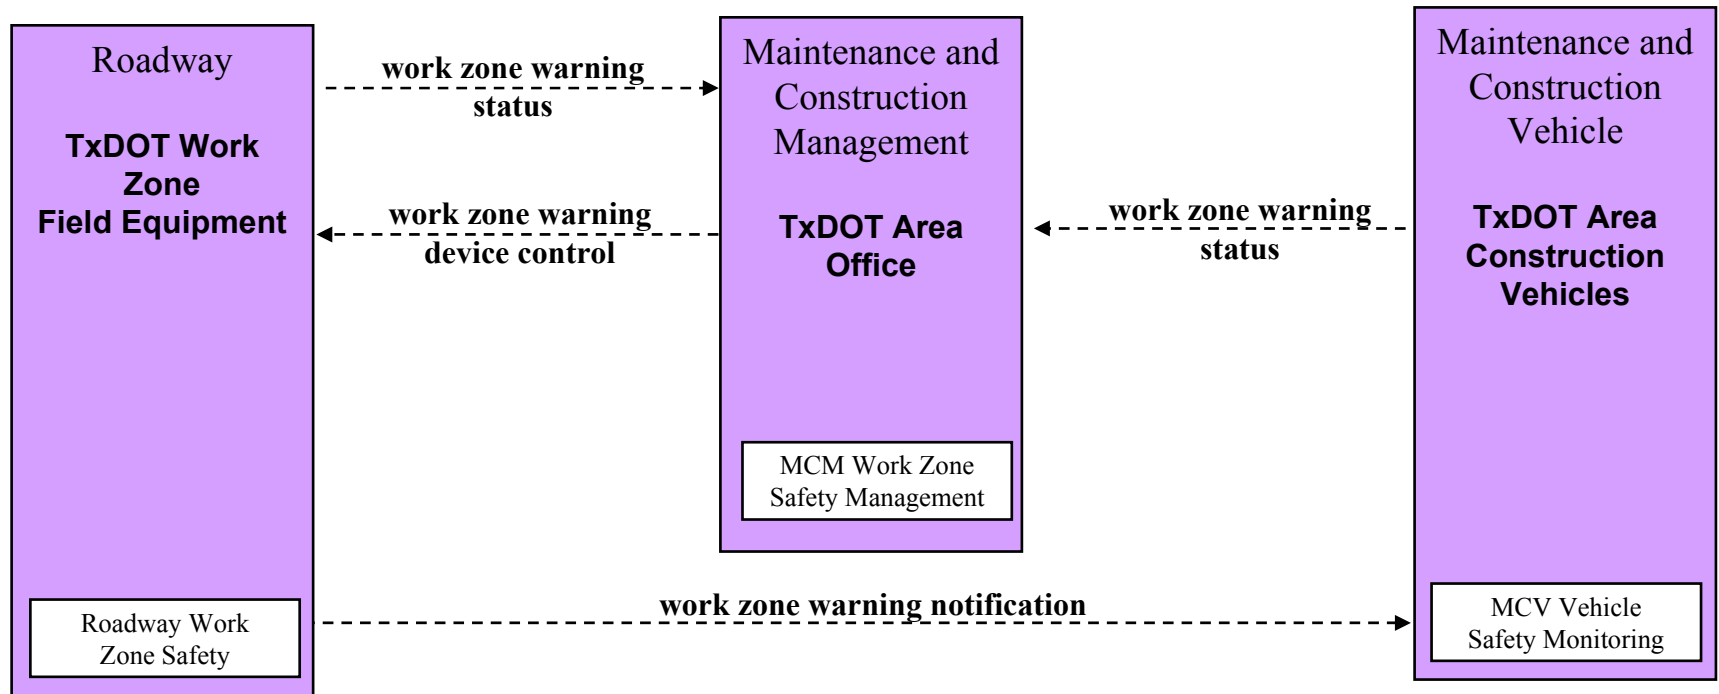 Roadway
TxDOT Work
Zone
Field Equipment
Roadway Work
Zone Safety
work zone warning
status
work zone warning
device control
Maintenance and
Construction
Management
TxDOT Area
Office
MCM Work Zone
Safety Management
work zone warning
status
work zone warning notification
Maintenance and
Construction
Vehicle
TxDOT Area
Construction
Vehicles
MCV Vehicle
Safety Monitoring